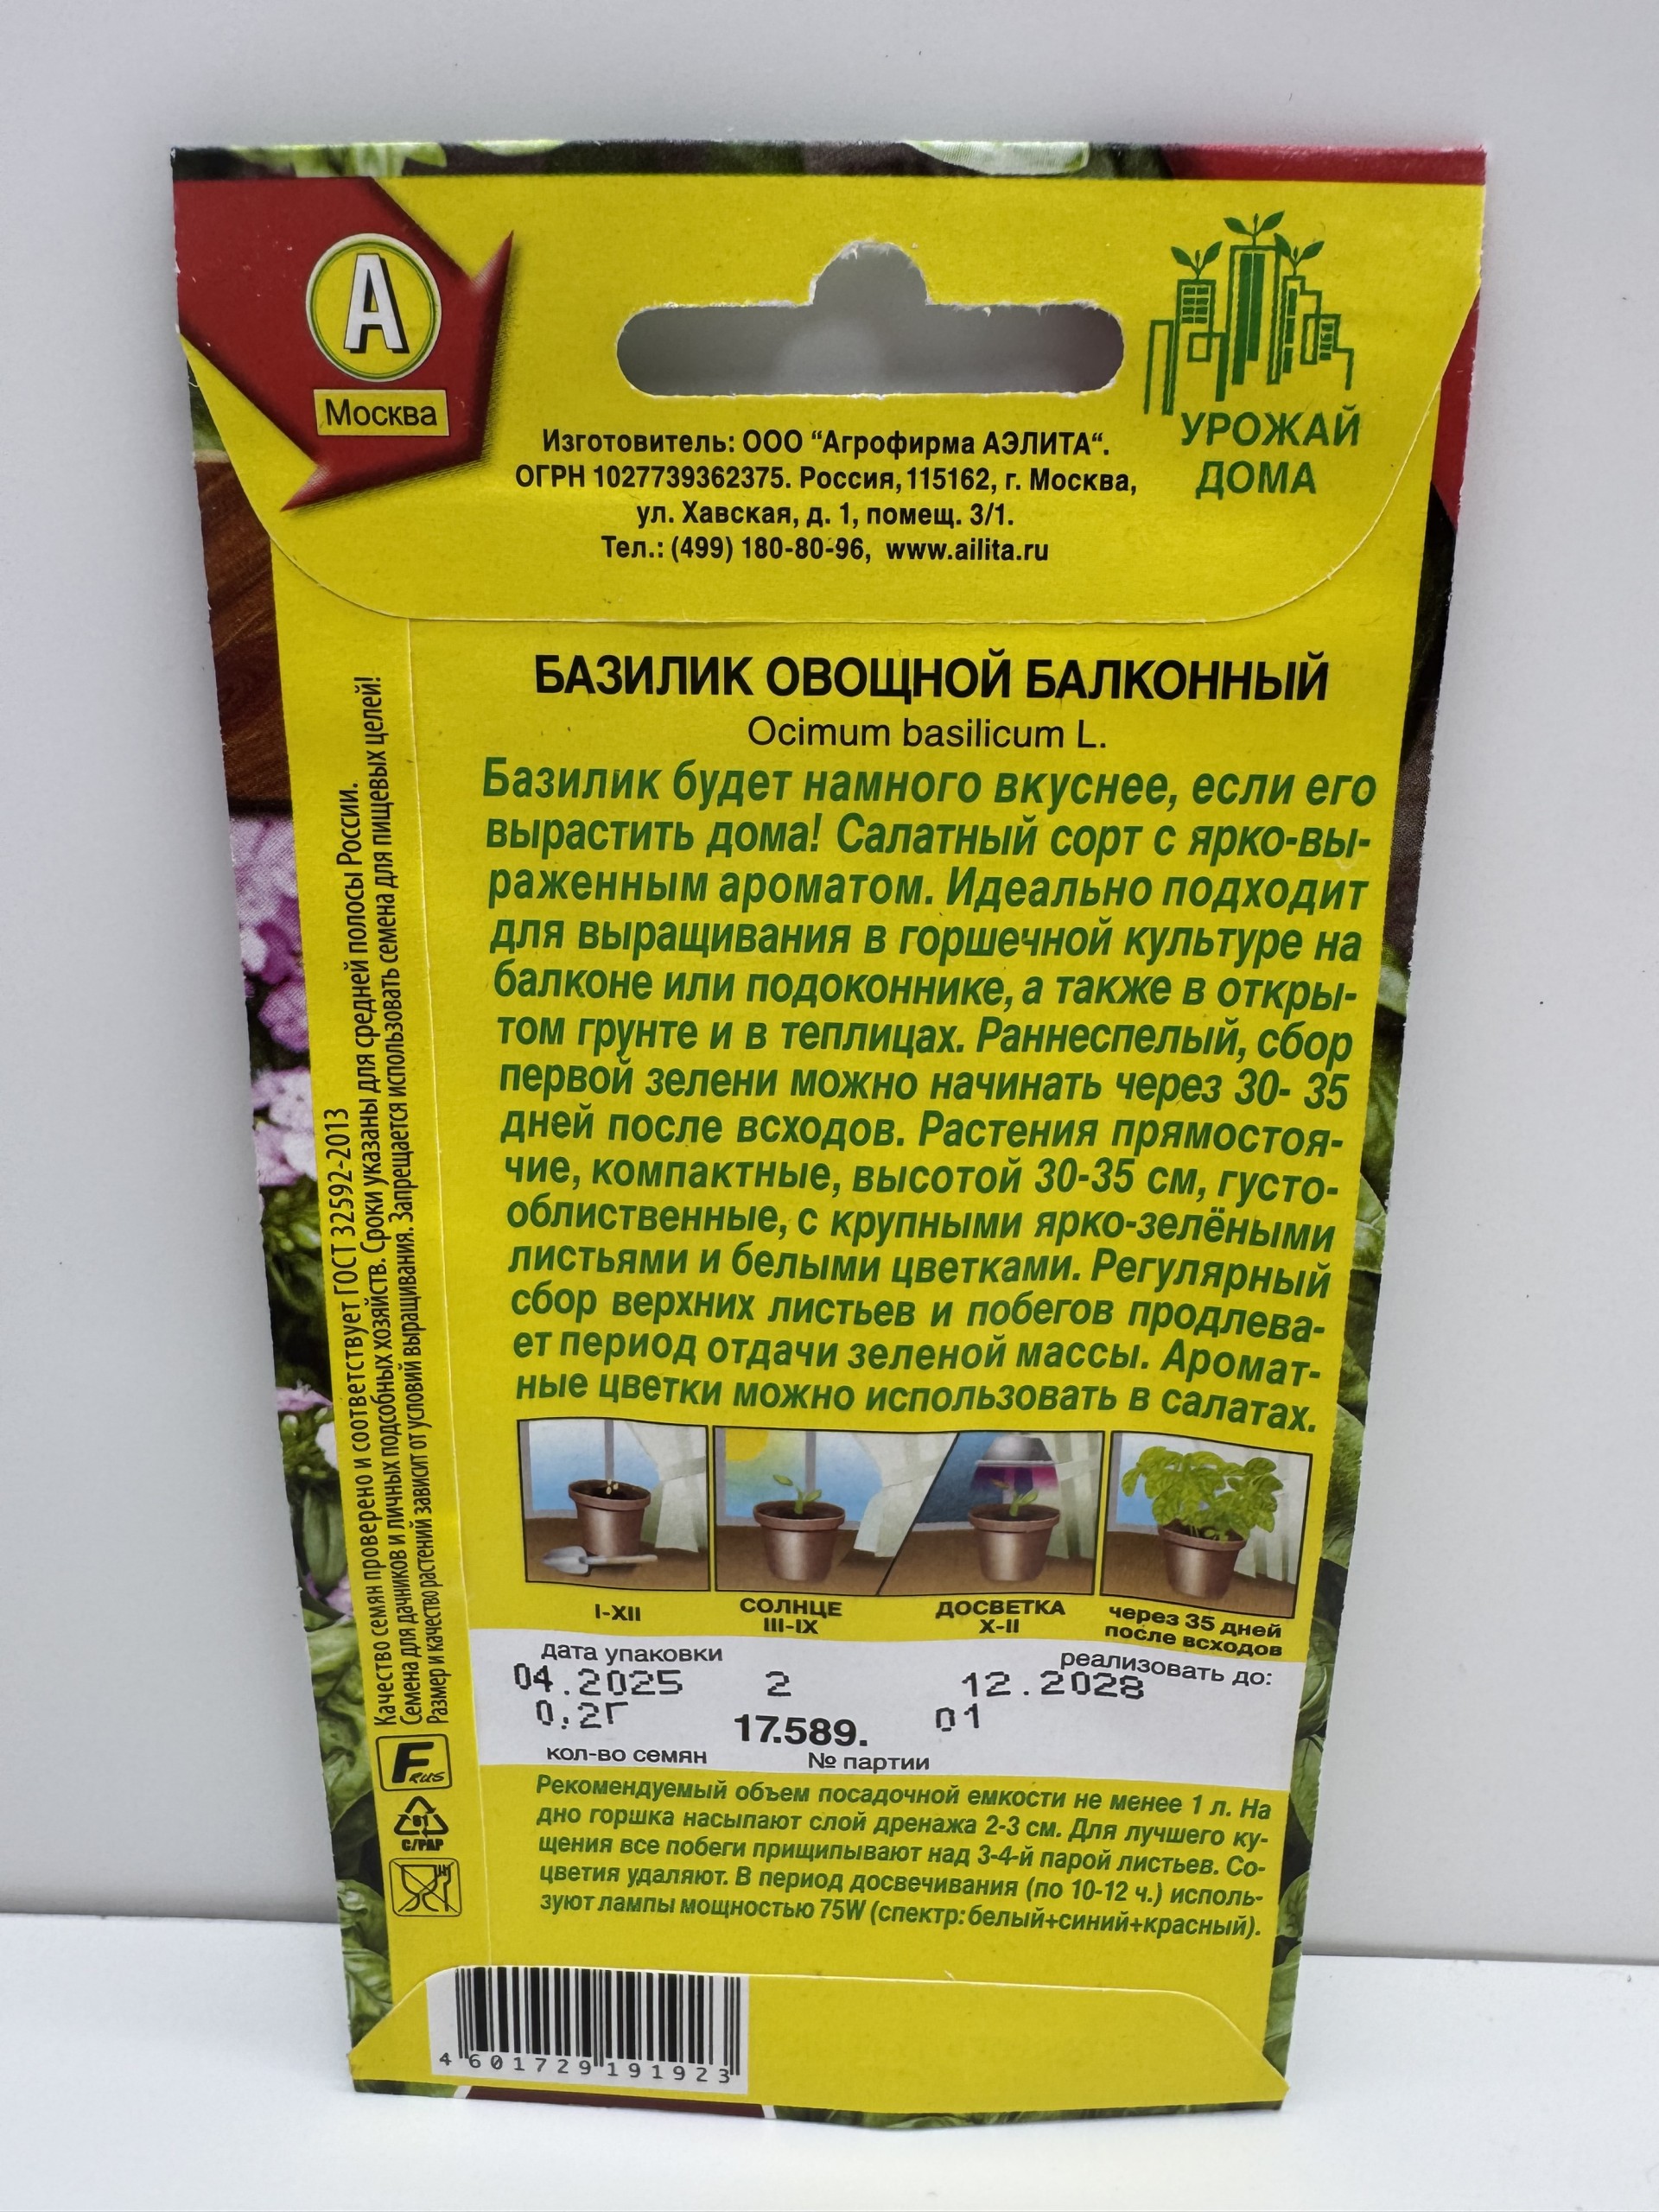 А
Москва
УРОЖАЙ
ДОМА
Изготовитель: ООО “Агрофирма АЭЛИТА“.
ОГРН 1027739362375. Россия, 115162, г. Москва,
ул. Хавская, д. 1, помещ. 3/1.
Тел.: (499) 180-80-96, www.ailita.ru
БАЗИЛИК ОВОЩНОЙ БАЛКОННЫЙ
Ocimum basilicum L.
Базилик будет намного вкуснее, если его
вырастить дома! Салатный сорт с ярко-вы-
раженным ароматом. Идеально подходит
для выращивания в горшечной культуре на
балконе или подоконнике, а также в откры-
том грунте и в теплицах. Раннеспелый, сбор
первой зелени можно начинать через 30- 35
дней после всходов. Растения прямостоя-
чие, компактные, высотой 30-35 см, густо-
облиственные, с крупными ярко-зелёными
листьями и белыми цветками. Регулярный
сбор верхних листьев и побегов продлева-
ет период отдачи зеленой массы. Аромат-
ные цветки можно использовать в салатах.
I-XII
СОЛНЦЕ
III-IX
ДОСВЕТКА
X-II
через 35 дней
после всходов
дата упаковки
реализовать до:
04.2025 2 12.2028
0,2Г 17.589. 01
кол-во семян № партии
Рекомендуемый объем посадочной емкости не менее 1 л. На
дно горшка насыпают слой дренажа 2-3 см. Для лучшего ку-
щения все побеги прищипывают над 3-4-й парой листьев. Со-
цветия удаляют. В период досвечивания (по 10-12 ч.) исполь-
зуют лампы мощностью 75W (спектр: белый+синий+красный).
Качество семян проверено и соответствует ГОСТ 32592-2013
Семена для дачников и личных подсобных хозяйств. Сроки указаны для средней полосы России.
Размер и качество растений зависит от условий выращивания. Запрещается использовать семена для пищевых целей!
F RUS
81
C/PAP
4 601729 191923